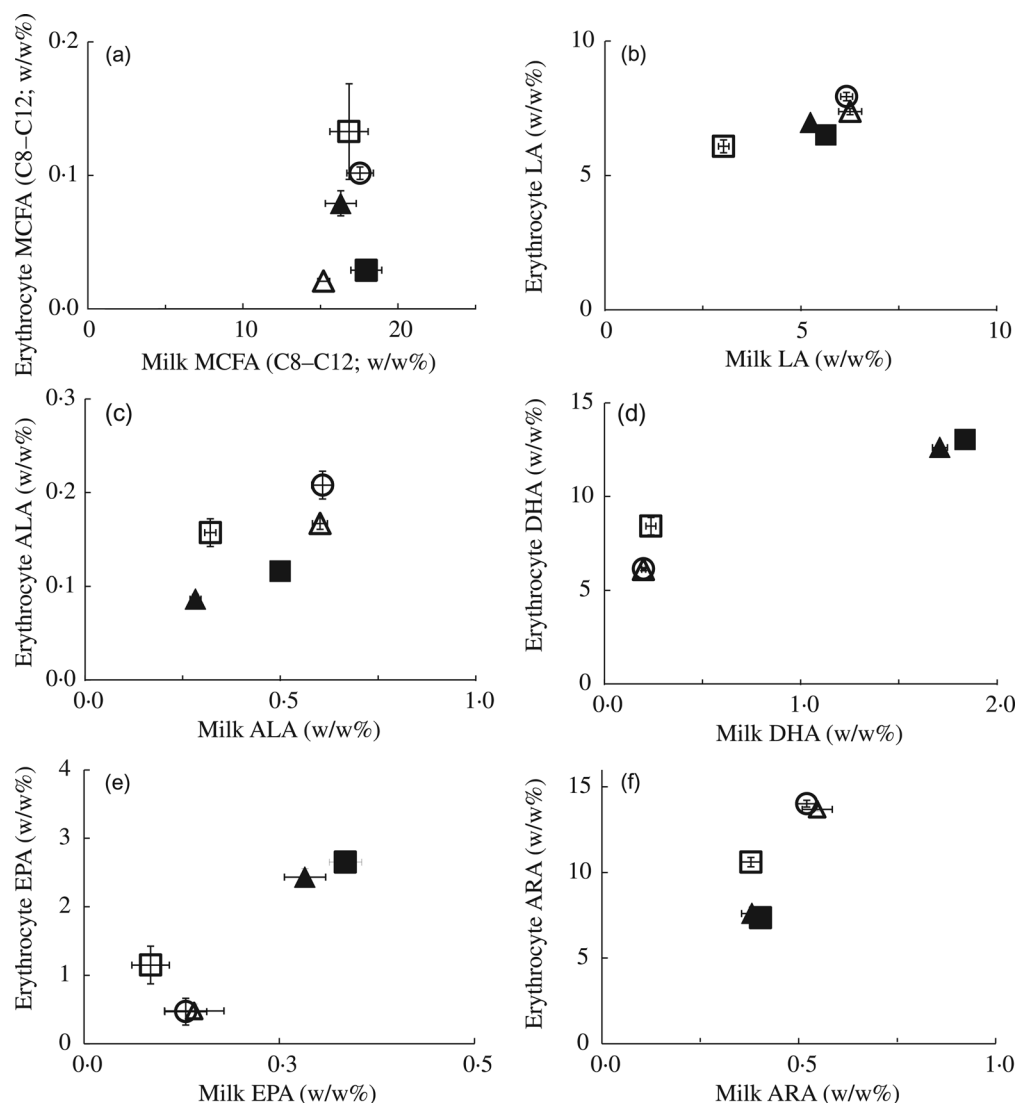 (a)
Erythrocyte MCFA (C8–C12; w/w%)
0·2
0·1
0·0
0
10
20
Milk MCFA (C8–C12; w/w%)
(b)
Erythrocyte LA (w/w%)
10
5
0
0
5
10
Milk LA (w/w%)
(c)
Erythrocyte ALA (w/w%)
0·3
0·2
0·1
0·0
0·0
0·5
1·0
Milk ALA (w/w%)
(d)
Erythrocyte DHA (w/w%)
15
10
5
0
0·0
1·0
2·0
Milk DHA (w/w%)
(e)
Erythrocyte EPA (w/w%)
4
3
2
1
0
0·0
0·3
0·5
Milk EPA (w/w%)
(f)
Erythrocyte ARA (w/w%)
15
10
5
0
0·0
0·5
1·0
Milk ARA (w/w%)